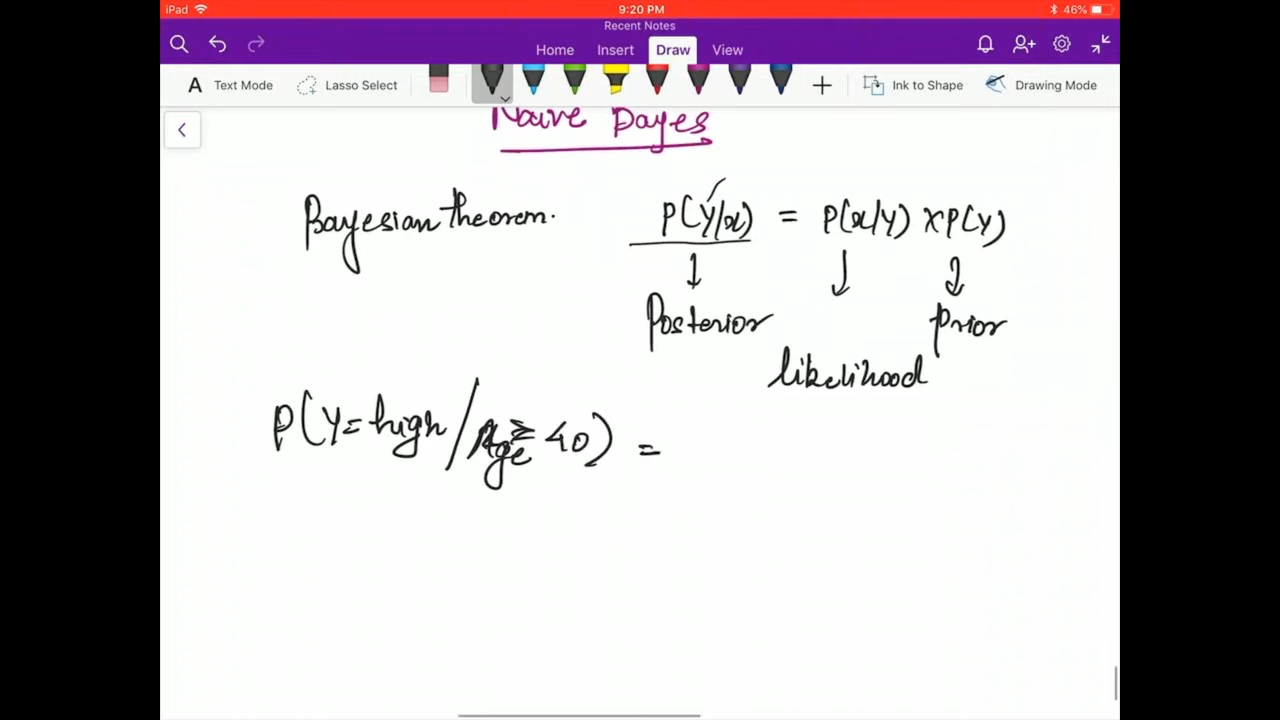 iPad 9:20 PM 46%
Recent Notes
Home Insert Draw View
A Text Mode Lasso Select Ink to Shape Drawing Mode
Naive Bayes
Bayesian theorem. P(Y/x) = P(x/Y) x P(Y)
Posterior Prior
likelihood
P(Y=high/Age ≥ 40) =